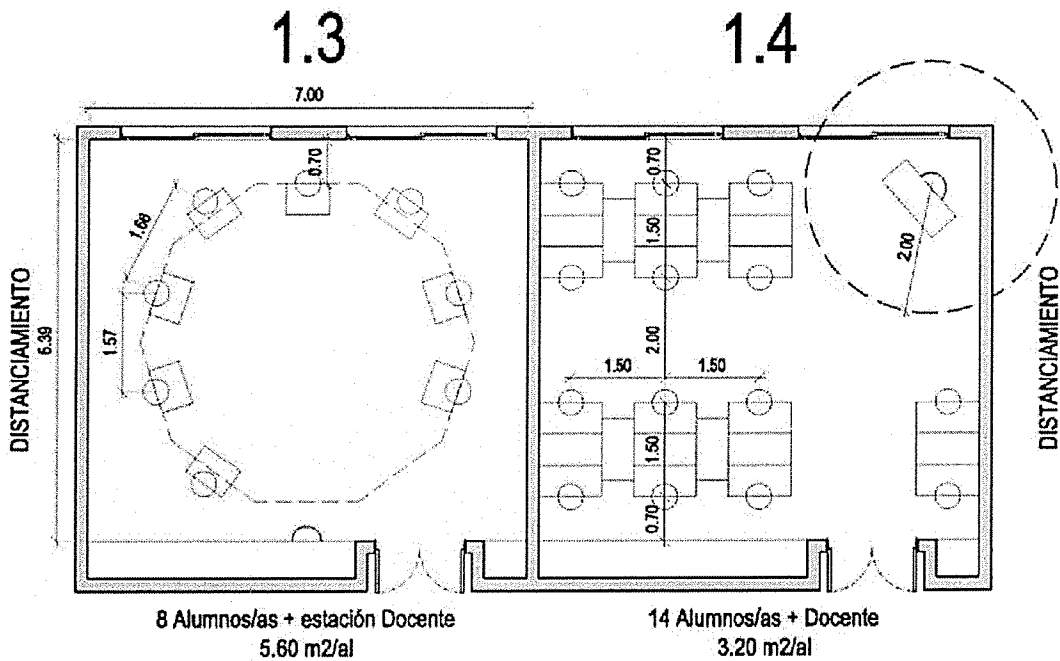 1.3
1.4
7.00
0.70
1.68
1.57
6.39
DISTANCIAMIENTO
0.70
1.50
2.00
2.00
1.50
1.50
1.50
0.70
DISTANCIAMIENTO
8 Alumnos/as + estación Docente
5.60 m2/al
14 Alumnos/as + Docente
3.20 m2/al